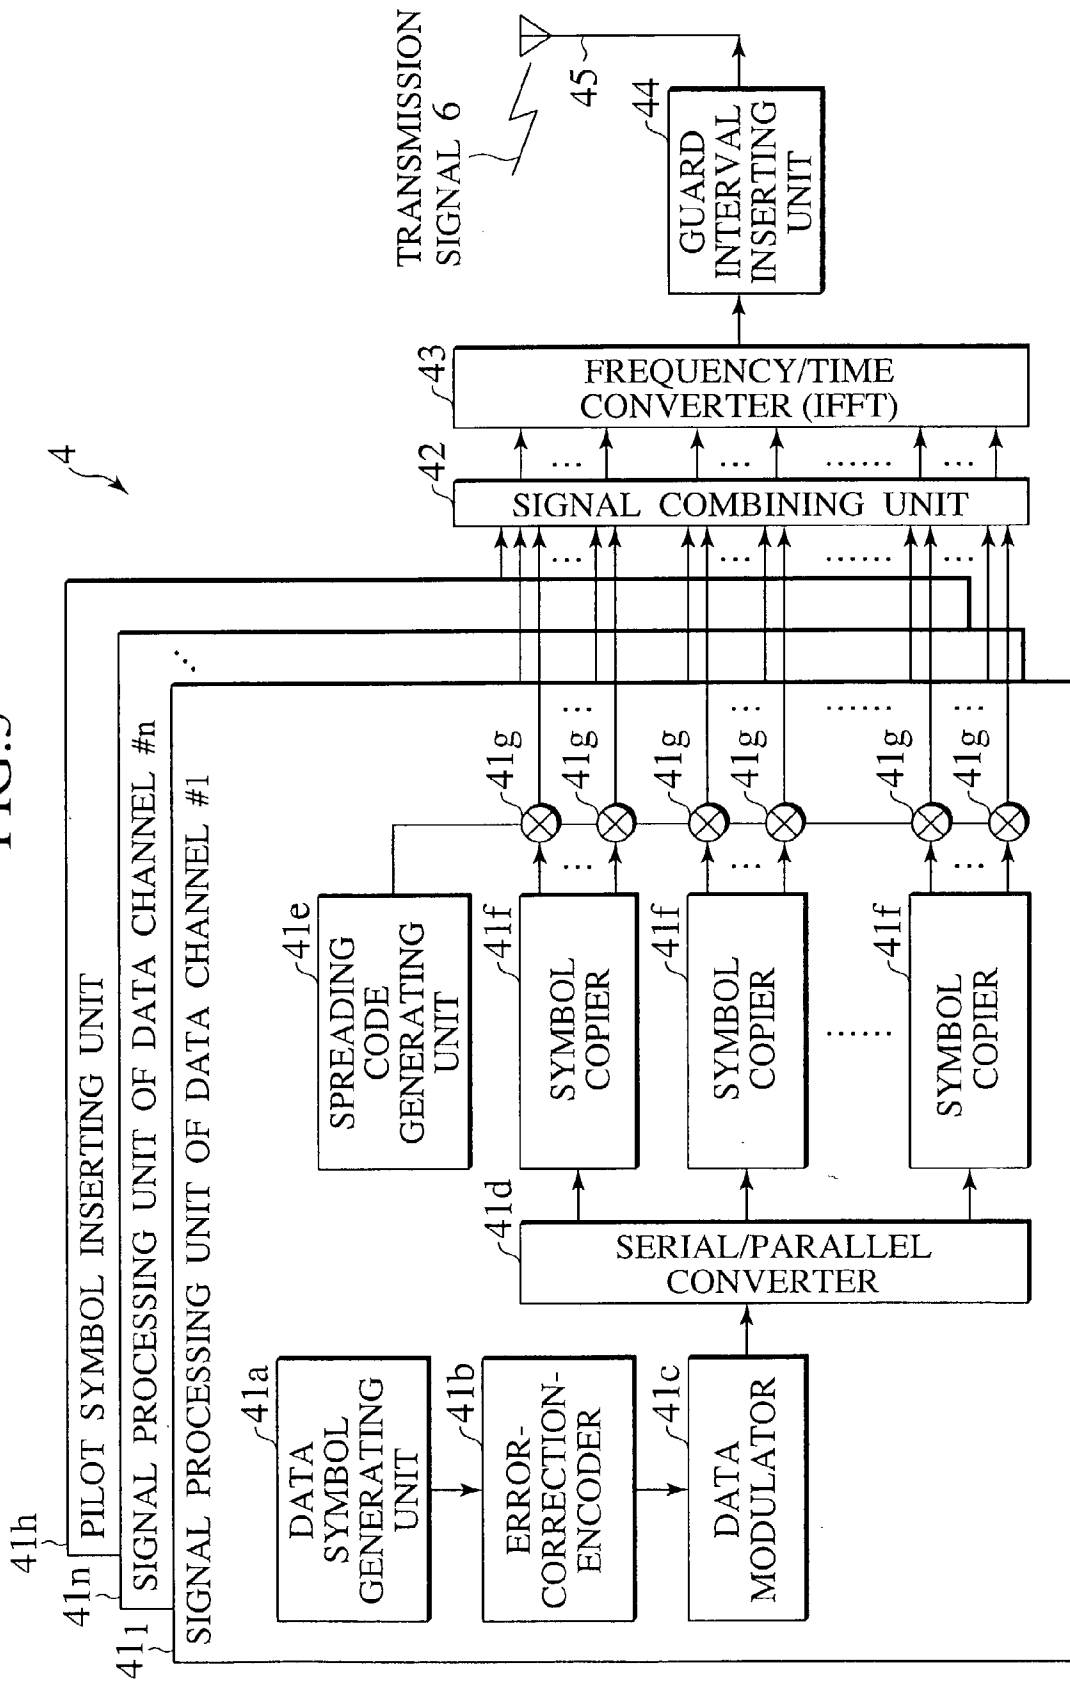 4
41h
PILOT SYMBOL INSERTING UNIT
41n
SIGNAL PROCESSING UNIT OF DATA CHANNEL #n
411
SIGNAL PROCESSING UNIT OF DATA CHANNEL #1
41a
DATA
SYMBOL
GENERATING
UNIT
41b
ERROR-
CORRECTION-
ENCODER
41c
DATA
MODULATOR
41d
SERIAL/PARALLEL
CONVERTER
41e
SPREADING
CODE
GENERATING
UNIT
41f
SYMBOL
COPIER
41f
SYMBOL
COPIER
41f
SYMBOL
COPIER
41g
41g
41g
41g
41g
41g
42
SIGNAL COMBINING UNIT
43
FREQUENCY/TIME
CONVERTER (IFFT)
44
GUARD
INTERVAL
INSERTING
UNIT
45
TRANSMISSION
SIGNAL 6